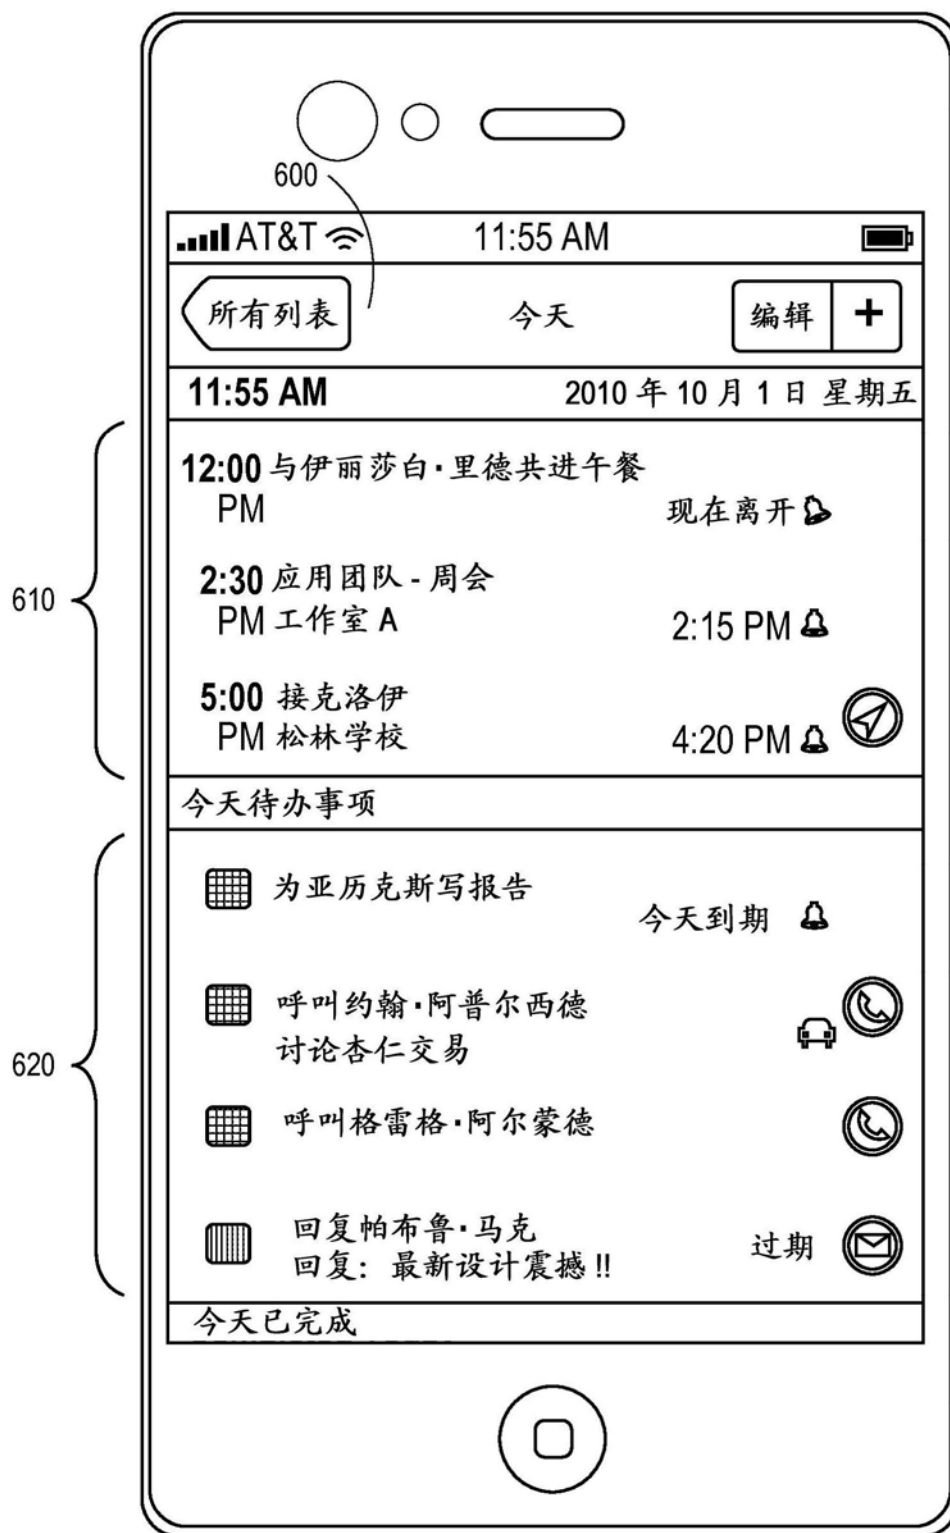 600
AT&T 11:55 AM
所有列表 今天 编辑 +
11:55 AM 2010 年 10 月 1 日 星期五
610
12:00 与伊丽莎白·里德共进午餐
PM 现在离开
2:30 应用团队 - 周会
PM 工作室 A 2:15 PM
5:00 接克洛伊
PM 松林学校 4:20 PM
今天待办事项
620
为亚历克斯写报告
今天到期
呼叫约翰·阿普尔西德
讨论杏仁交易
呼叫格雷格·阿尔蒙德
回复帕布鲁·马克
回复: 最新设计震撼 !! 过期
今天已完成